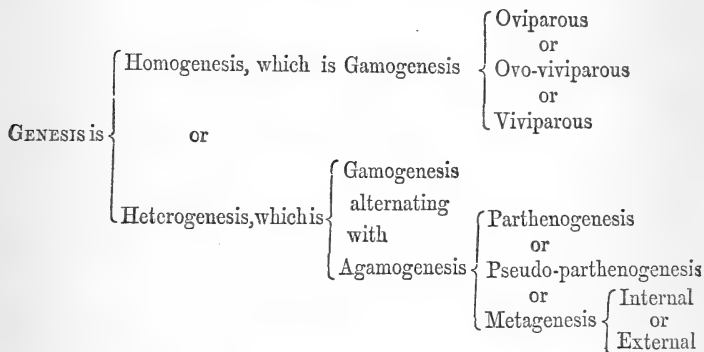 Oviparous
or
Homogenesis, which is Gamogenesis
Ovo-viviparous
or
Viviparous
GENESIS is
or
Gamogenesis
alternating
Heterogenesis, which is
with
Parthenogenesis
or
Agamogenesis
Pseudo-parthenogenesis
or
Internal
Metagenesis
or
External